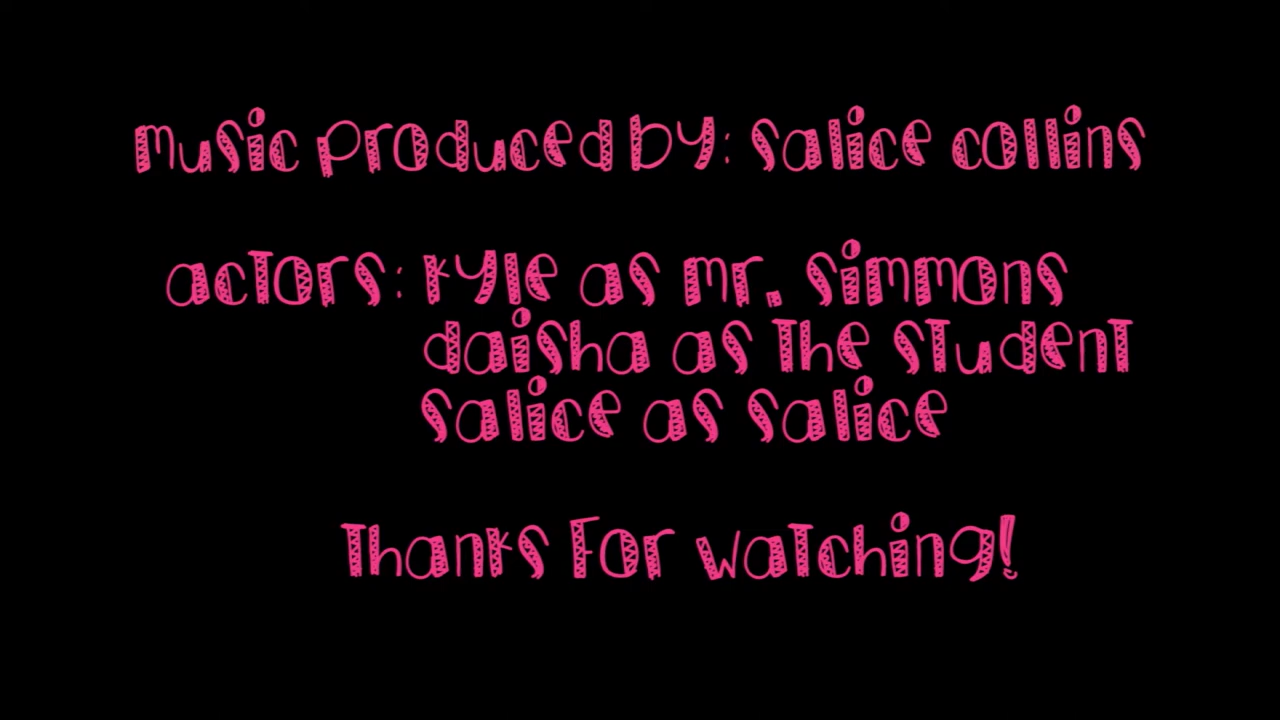 music produced by: salice collins
actors: kyle as mr. simmons
daisha as the student
salice as salice
Thanks for watching!